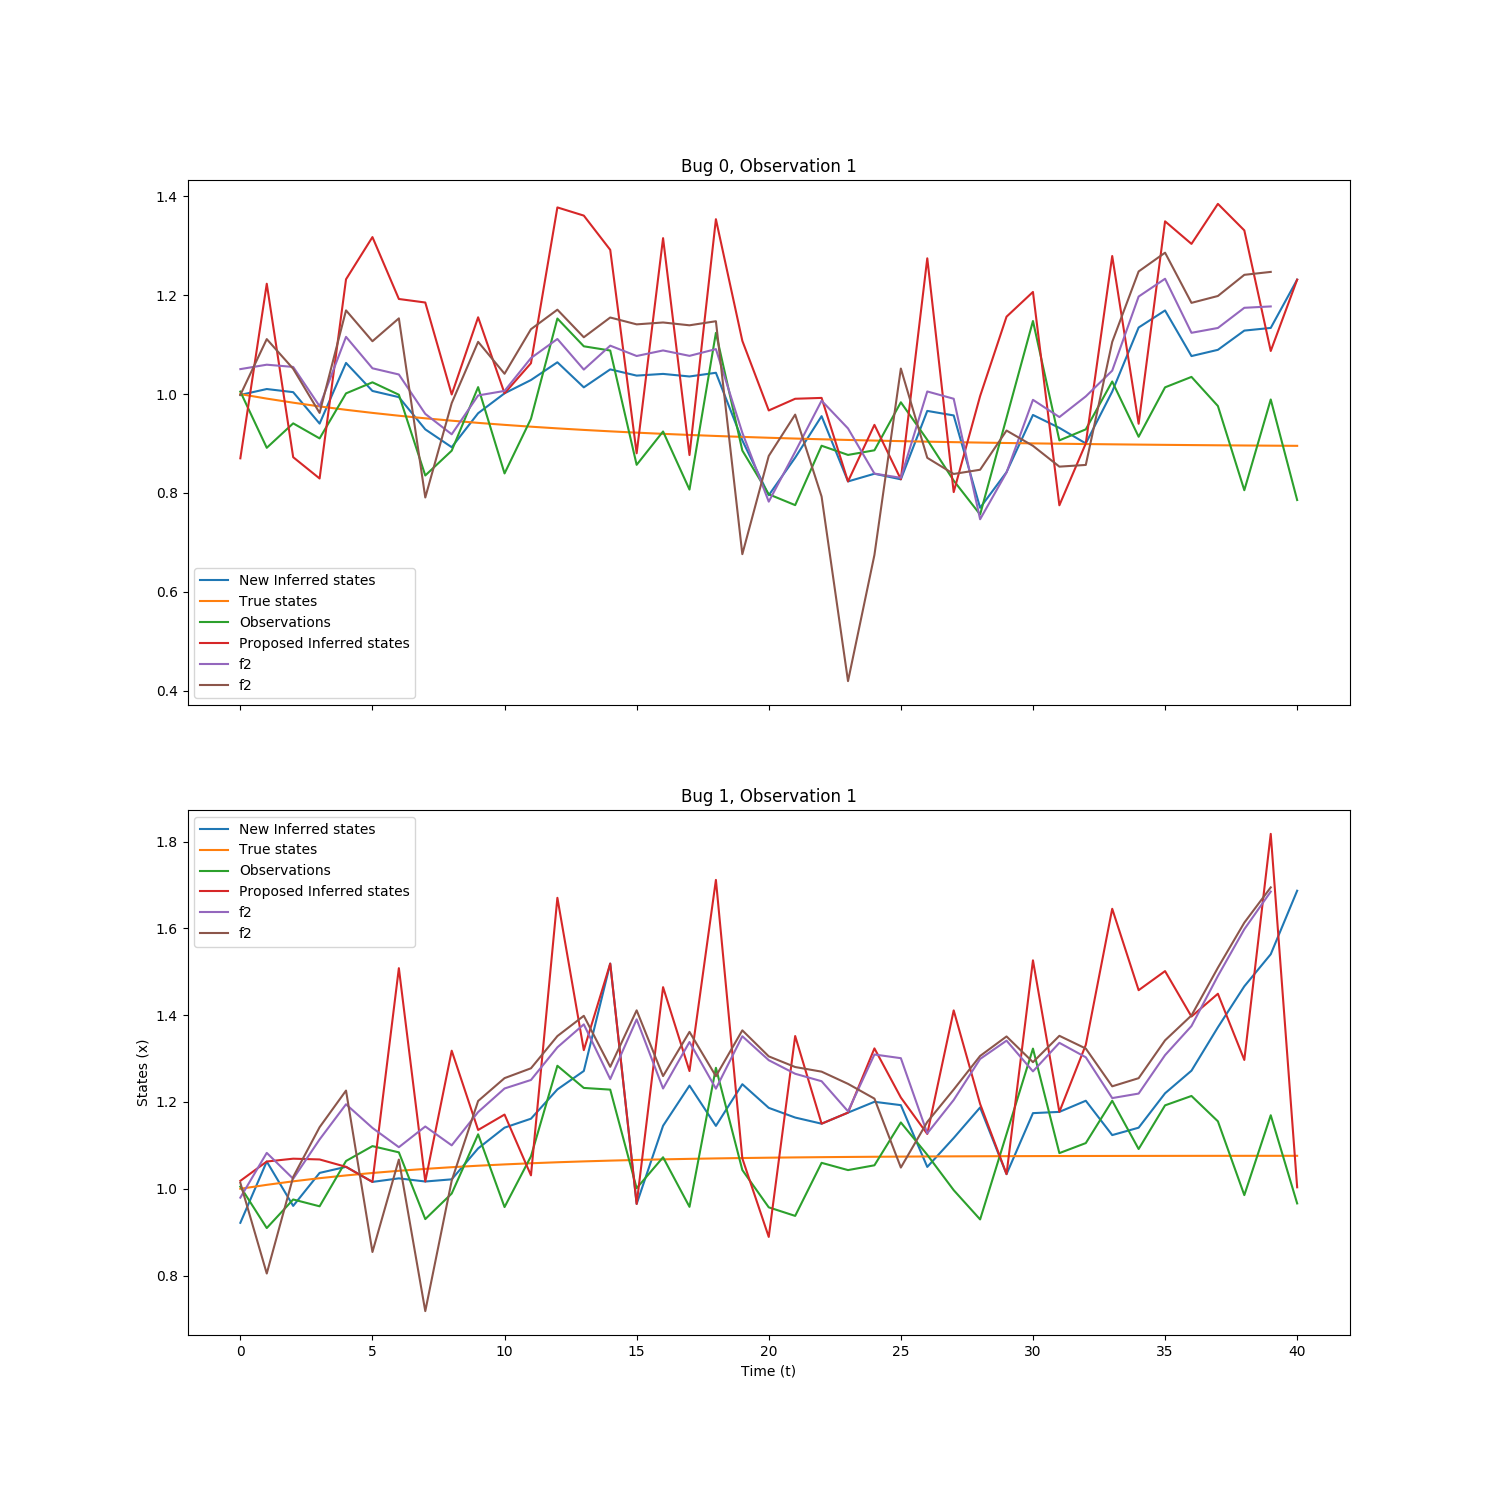 Bug 0, Observation 1
1.4
1.2
1.0
0.8
0.6
0.4
New Inferred states
True states
Observations
Proposed Inferred states
f2
f2
Bug 1, Observation 1
1.8
1.6
1.4
1.2
1.0
0.8
States (x)
New Inferred states
True states
Observations
Proposed Inferred states
f2
f2
0 5 10 15 20 25 30 35 40
Time (t)